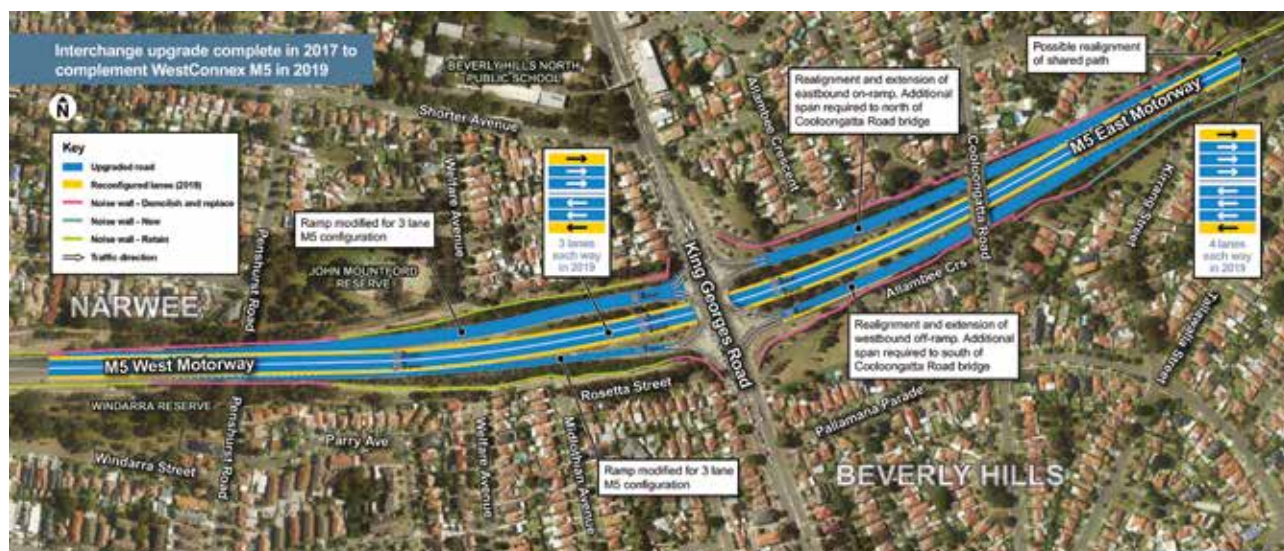 Interchange upgrade complete in 2017 to
complement WestConnex M5 in 2019
N
Key
Upgraded road
Reconfigured lanes (2019)
Noise wall - Demolish and replace
Noise wall - New
Noise wall - Retain
Traffic direction
BEVERLY HILLS NORTH
PUBLIC SCHOOL
Shorter Avenue
Welfare Avenue
Penshurst Road
Ramp modified for 3 lane
M5 configuration
3 lanes
each way
in 2019
JOHN MOUNTFORD
RESERVE
NARWEE
M5 West Motorway
WINDARRA RESERVE
Windarra Street
Penshurst Road
Parry Ave
Welfare Avenue
Midlothian Avenue
Rosetta Street
Ramp modified for 3 lane
M5 configuration
King Georges Road
Allambee Crescent
Realignment and extension of
eastbound on-ramp. Additional
span required to north of
Cooloongatta Road bridge
Cooloongatta Road
M5 East Motorway
Possible realignment
of shared path
4 lanes
each way
in 2019
Kirrang Street
Tallawalla Street
Allambee Crs
Realignment and extension of
westbound off-ramp. Additional
span required to south of
Cooloongatta Road bridge
Pallamana Parade
BEVERLY HILLS